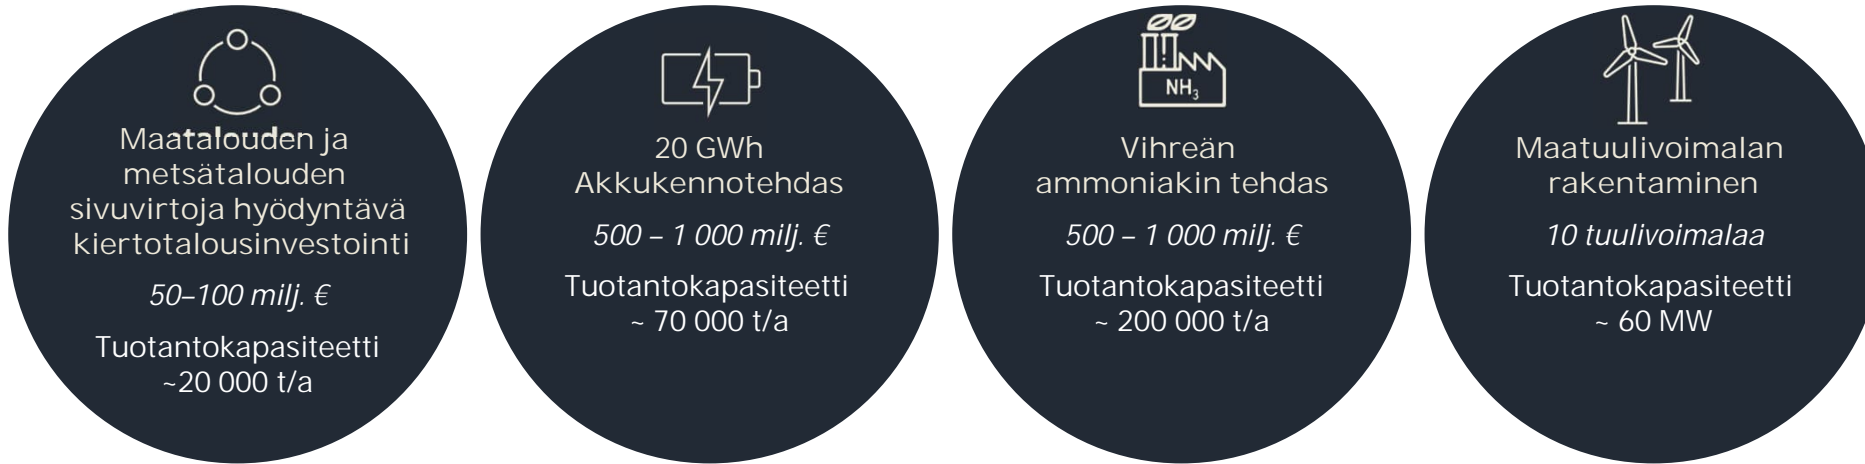 Maatalouden ja
metsätalouden
sivuvirtoja hyödyntävä
kiertotalousinvestointi
50–100 milj. €
Tuotantokapasiteetti
~20 000 t/a
20 GWh
Akkukennotehdas
500 – 1 000 milj. €
Tuotantokapasiteetti
~ 70 000 t/a
NH₃
Vihreän
ammoniakin tehdas
500 – 1 000 milj. €
Tuotantokapasiteetti
~ 200 000 t/a
Maatuulivoimalan
rakentaminen
10 tuulivoimalaa
Tuotantokapasiteetti
~ 60 MW